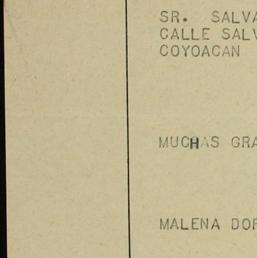 SR. SALVA
CALLE SALV
COYOACAN
MUCHAS GRA
MALENA DOR